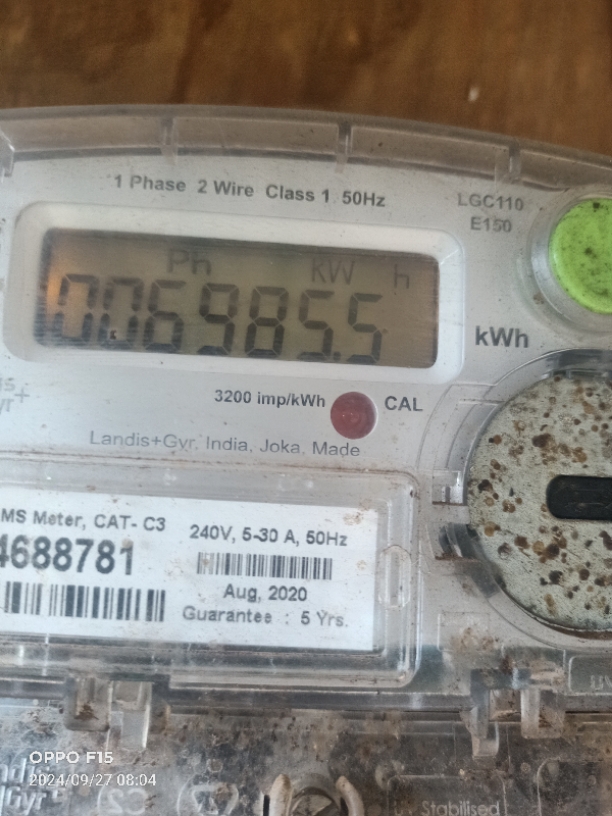 1 Phase 2 Wire Class 1 50Hz
LGC110
E150
Ph kW h
006985.5
kWh
3200 imp/kWh
CAL
Landis+Gyr, India, Joka, Made
MS Meter, CAT- C3
4688781
240V, 5-30 A, 50Hz
Aug, 2020
Guarantee : 5 Yrs.
OPPO F15
2024/09/27 08:04
Stabilised